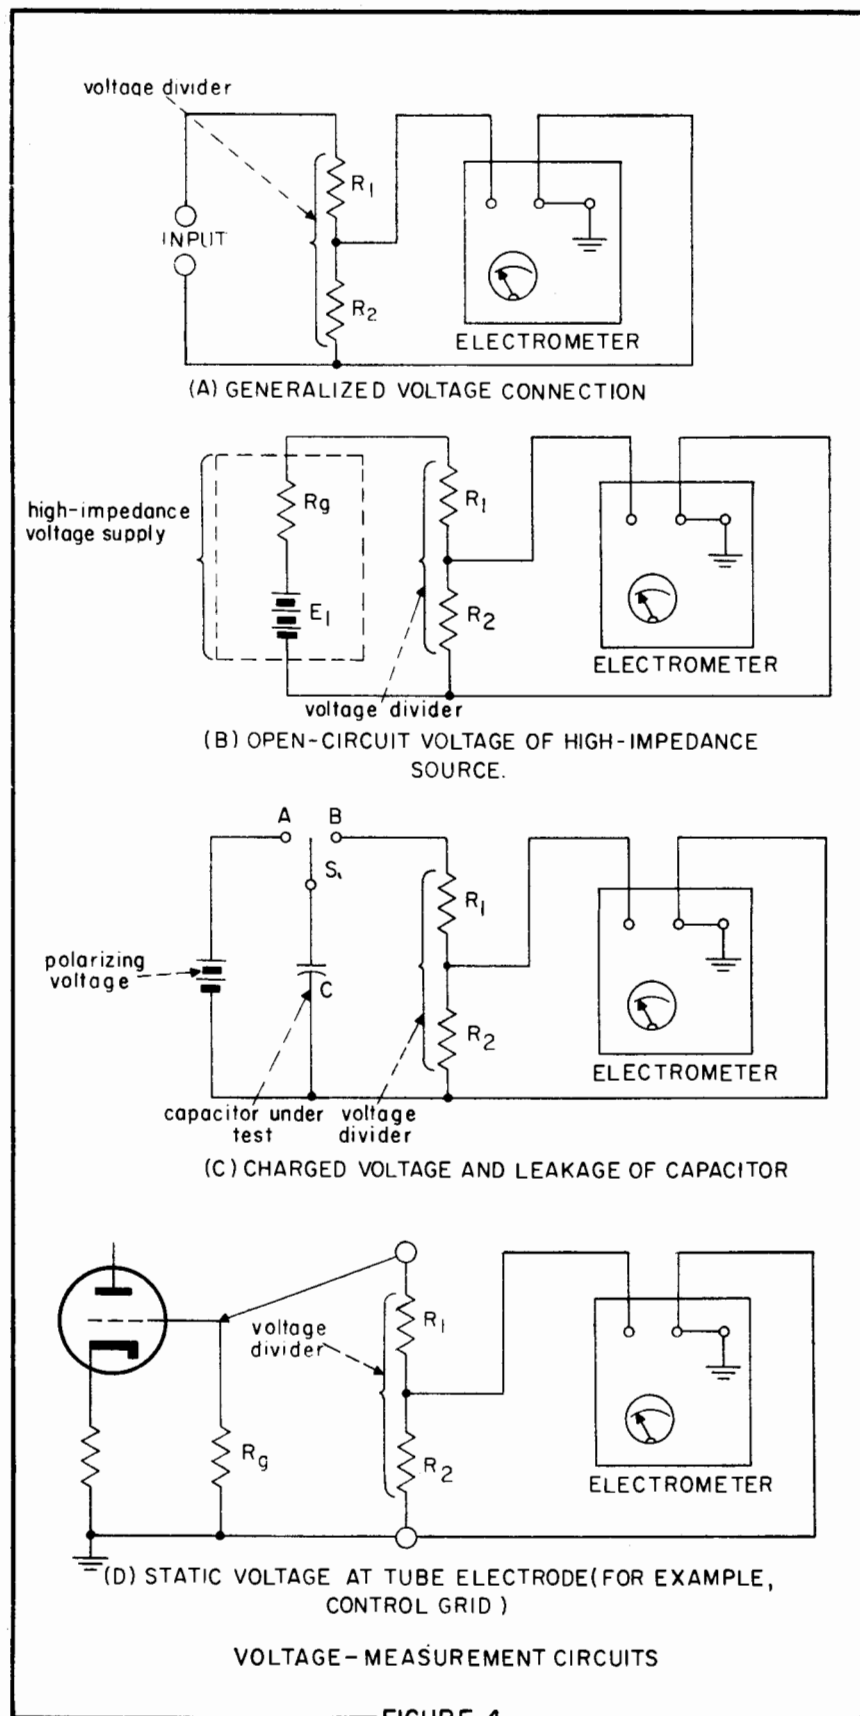 voltage divider
R1
INPUT
R2
ELECTROMETER
(A) GENERALIZED VOLTAGE CONNECTION
high-impedance
voltage supply
Rg
E1
R1
R2
ELECTROMETER
voltage divider
(B) OPEN-CIRCUIT VOLTAGE OF HIGH-IMPEDANCE
SOURCE.
A B
S1
R1
polarizing
voltage
C
R2
ELECTROMETER
capacitor under
test
voltage
divider
(C) CHARGED VOLTAGE AND LEAKAGE OF CAPACITOR
voltage
divider
R1
Rg
R2
ELECTROMETER
(D) STATIC VOLTAGE AT TUBE ELECTRODE (FOR EXAMPLE,
CONTROL GRID)
VOLTAGE-MEASUREMENT CIRCUITS
FIGURE 4